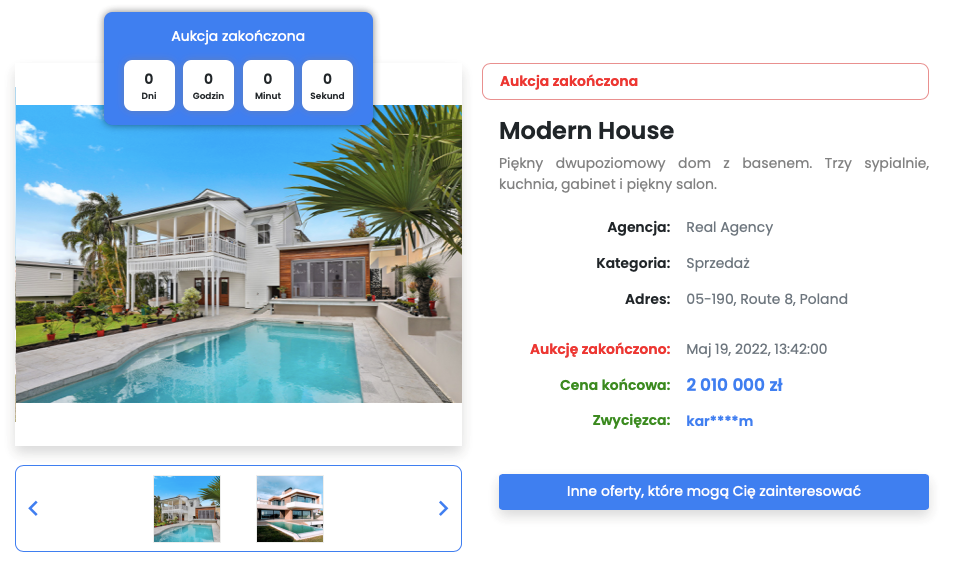 Aukcja zakończona
0 0 0 0
Dni Godzin Minut Sekund
Aukcja zakończona
Modern House
Piękny dwupoziomowy dom z basenem. Trzy sypialnie,
kuchnia, gabinet i piękny salon.
Agencja: Real Agency
Kategoria: Sprzedaż
Adres: 05-190, Route 8, Poland
Aukcję zakończono: Maj 19, 2022, 13:42:00
Cena końcowa: 2 010 000 zł
Zwycięzca: kar****m
Inne oferty, które mogą Cię zainteresować